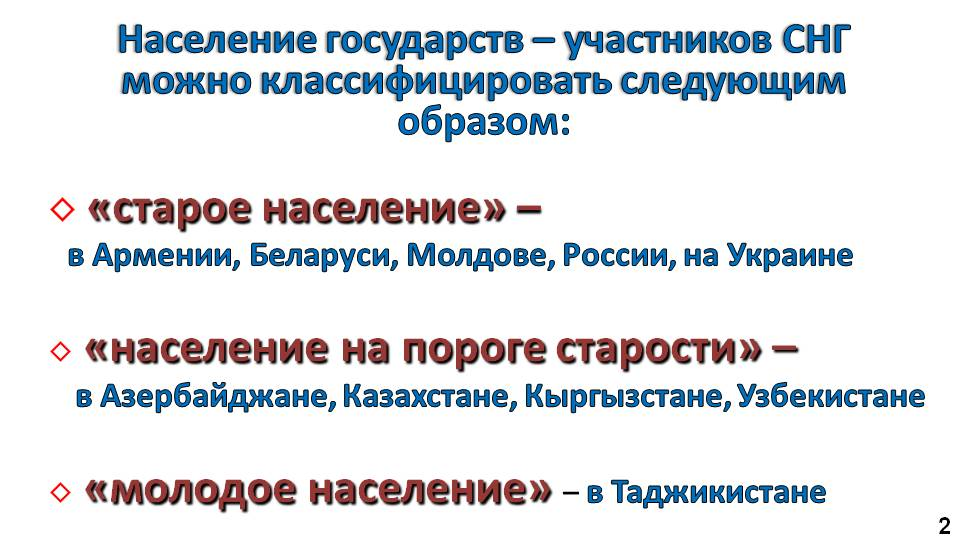 Население государств – участников СНГ
можно классифицировать следующим
образом:
◇ «старое население» –
в Армении, Беларуси, Молдове, России, на Украине
◇ «население на пороге старости» –
в Азербайджане, Казахстане, Кыргызстане, Узбекистане
◇ «молодое население» – в Таджикистане
2